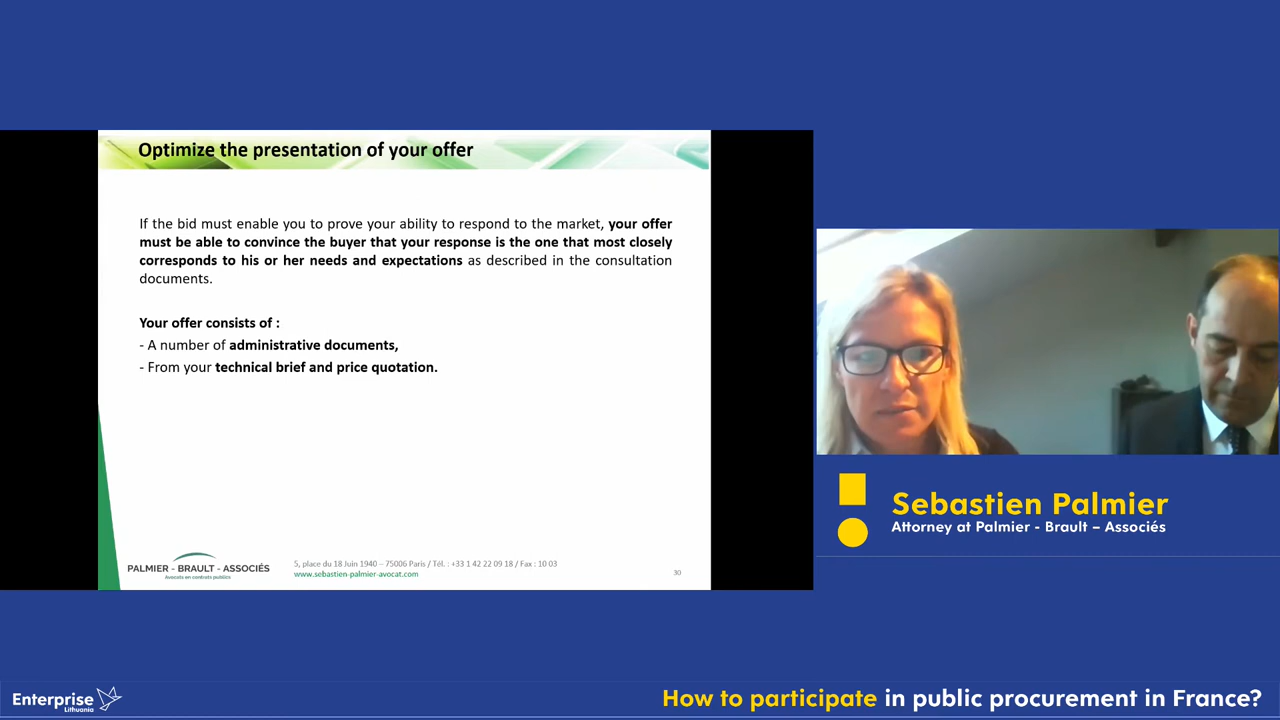 Optimize the presentation of your offer
If the bid must enable you to prove your ability to respond to the market, your offer
must be able to convince the buyer that your response is the one that most closely
corresponds to his or her needs and expectations as described in the consultation
documents.
Your offer consists of :
- A number of administrative documents,
- From your technical brief and price quotation.
PALMIER - BRAULT - ASSOCIÉS
Avocats en contrats publics
5, place du 18 Juin 1940 – 75006 Paris / Tél. : +33 1 42 22 09 18 / Fax : 10 03
www.sebastien-palmier-avocat.com
30
Sebastien Palmier
Attorney at Palmier - Brault – Associés
Enterprise
Lithuania
How to participate in public procurement in France?